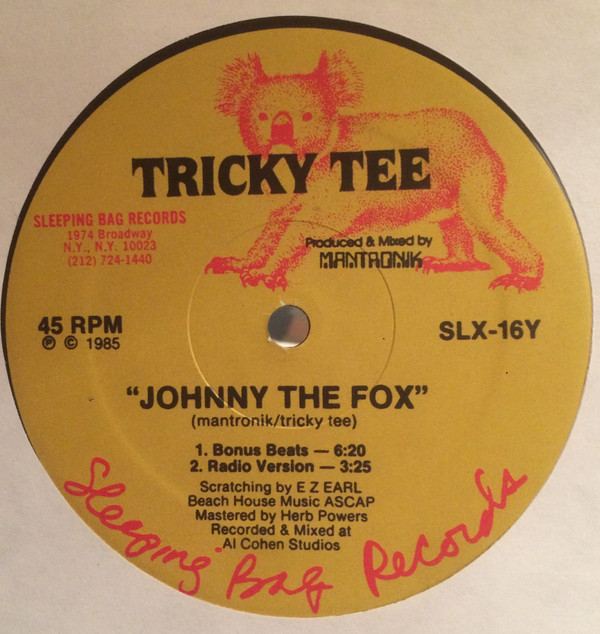 TRICKY TEE
SLEEPING BAG RECORDS
1974 Broadway
N.Y., N.Y. 10023
(212) 724-1440
Produced & Mixed by
MANTRONIK
45 RPM
℗ © 1985
SLX-16Y
"JOHNNY THE FOX"
(mantronik/tricky tee)
1. Bonus Beats — 6:20
2. Radio Version — 3:25
Scratching by E Z EARL
Beach House Music ASCAP
Mastered by Herb Powers
Recorded & Mixed at
Al Cohen Studios
Sleeping Bag Records